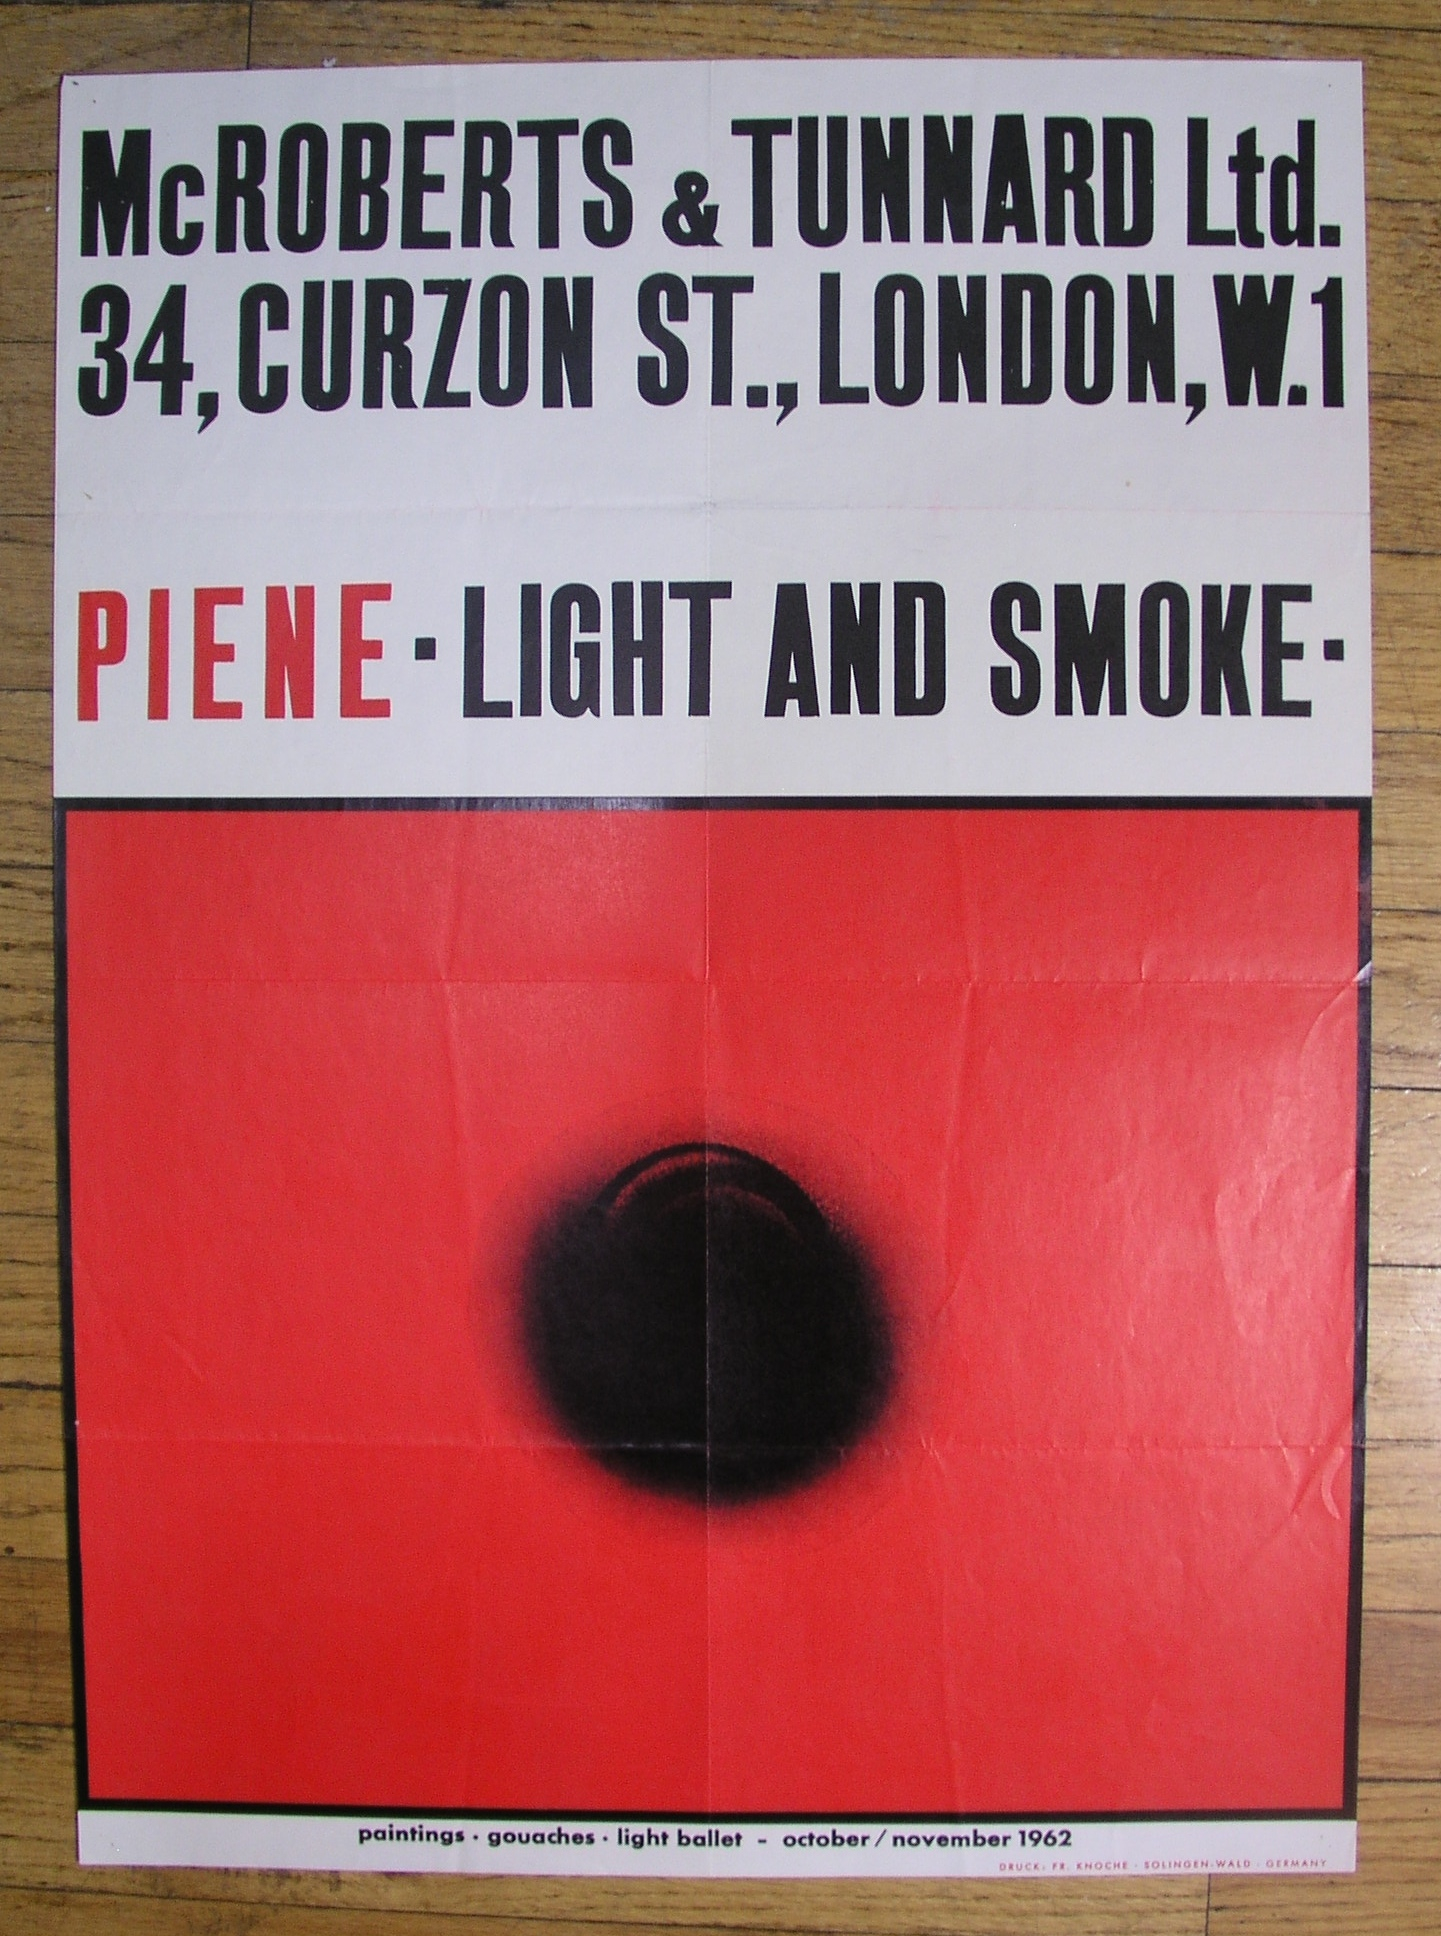 McROBERTS & TUNNARD Ltd.
34, CURZON ST., LONDON, W.1
PIENE · LIGHT AND SMOKE ·
paintings · gouaches · light ballet - october / november 1962
DRUCK: FR. KNOCHE · SOLINGEN-WALD · GERMANY